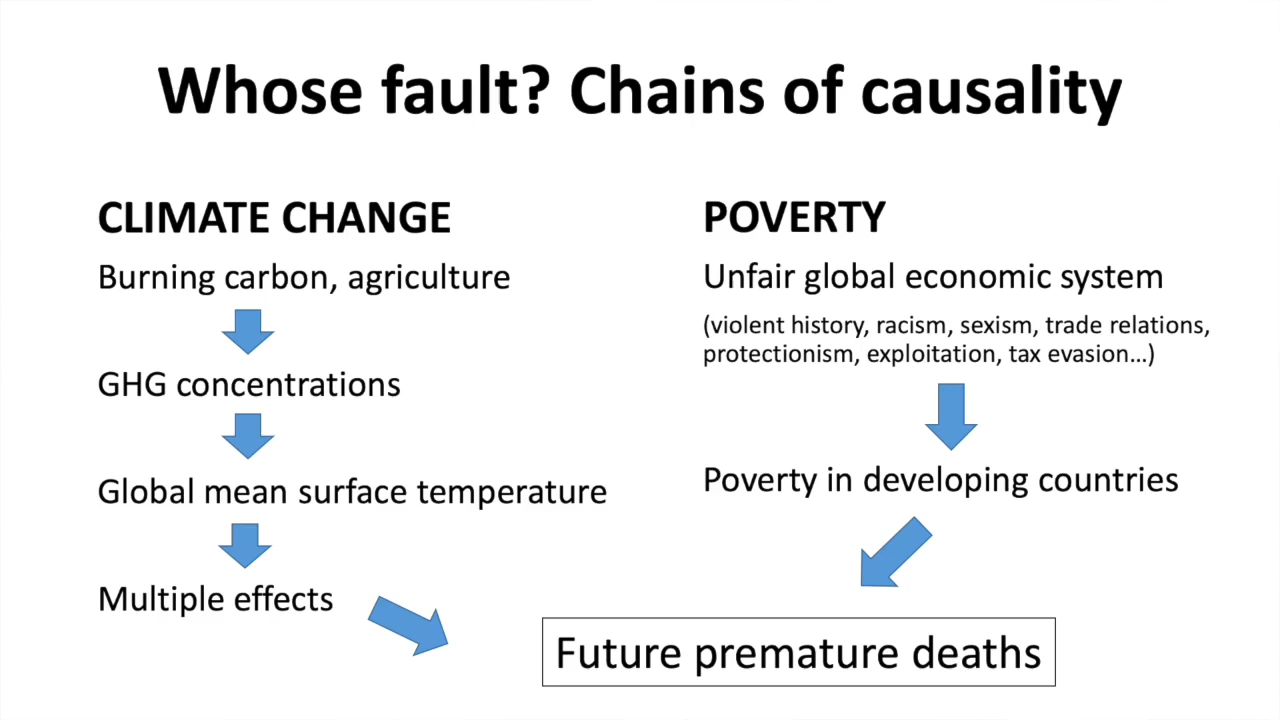 Whose fault? Chains of causality
CLIMATE CHANGE
Burning carbon, agriculture
GHG concentrations
Global mean surface temperature
Multiple effects
POVERTY
Unfair global economic system
(violent history, racism, sexism, trade relations,
protectionism, exploitation, tax evasion…)
Poverty in developing countries
Future premature deaths